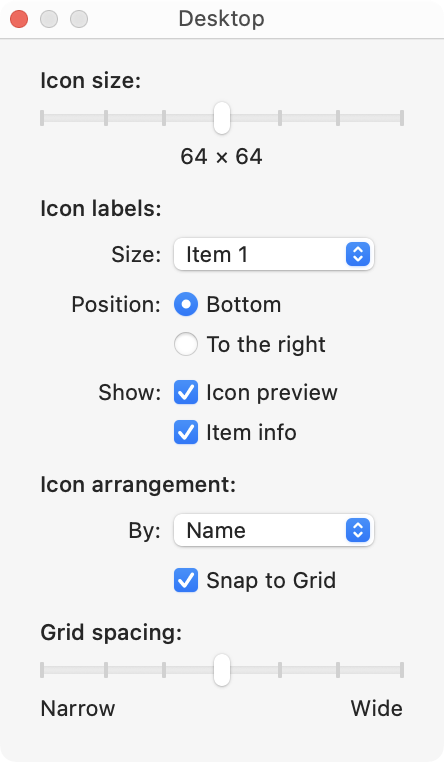 Desktop
Icon size:
64 × 64
Icon labels:
Size: Item 1
Position: Bottom
To the right
Show: Icon preview
Item info
Icon arrangement:
By: Name
Snap to Grid
Grid spacing:
Narrow Wide